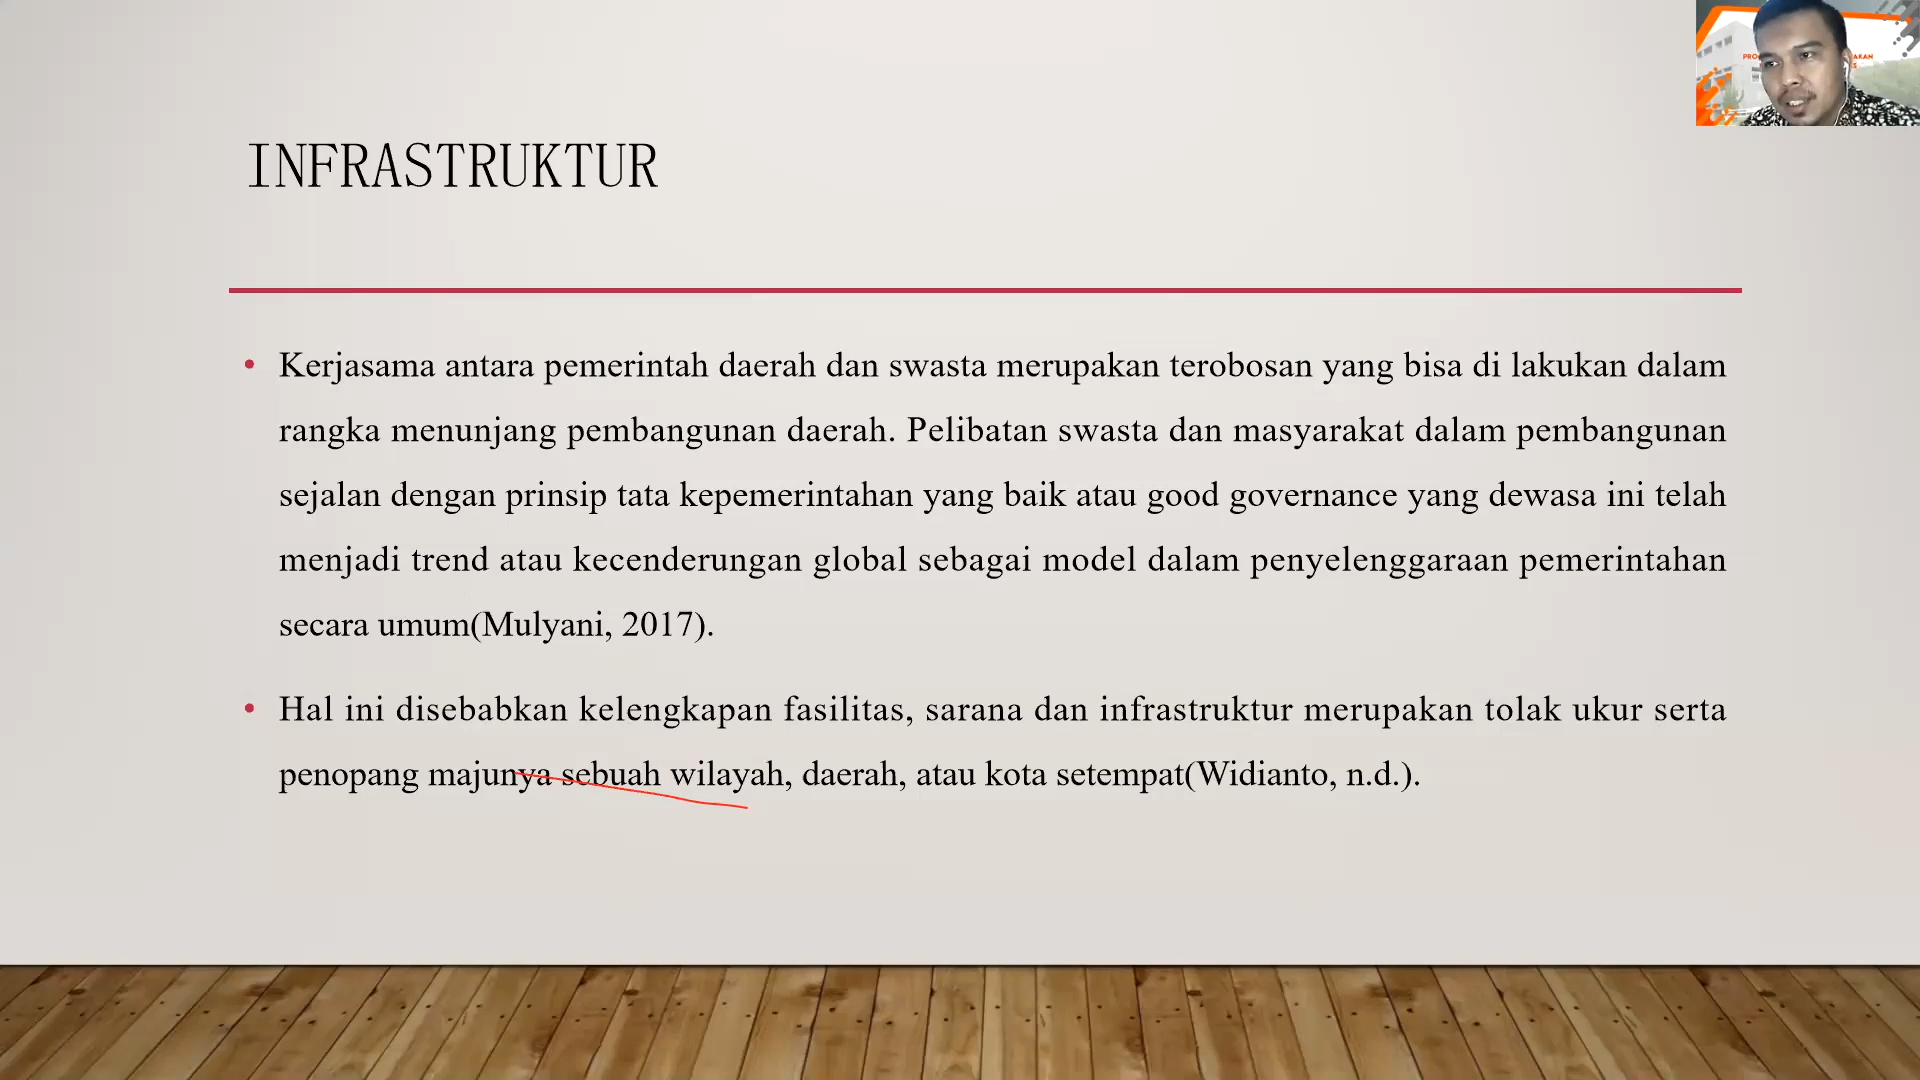 INFRASTRUKTUR
Kerjasama antara pemerintah daerah dan swasta merupakan terobosan yang bisa di lakukan dalam
rangka menunjang pembangunan daerah. Pelibatan swasta dan masyarakat dalam pembangunan
sejalan dengan prinsip tata kepemerintahan yang baik atau good governance yang dewasa ini telah
menjadi trend atau kecenderungan global sebagai model dalam penyelenggaraan pemerintahan
secara umum(Mulyani, 2017).
Hal ini disebabkan kelengkapan fasilitas, sarana dan infrastruktur merupakan tolak ukur serta
penopang majunya sebuah wilayah, daerah, atau kota setempat(Widianto, n.d.).